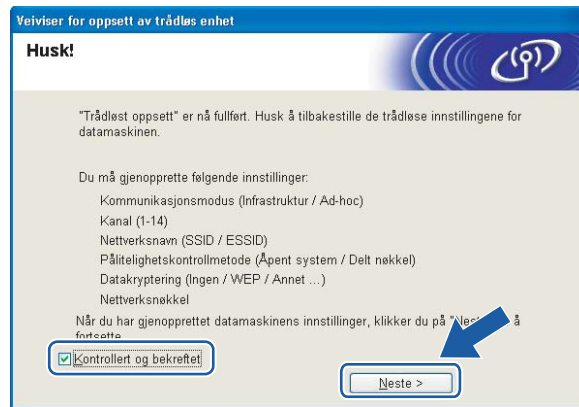 Veiviser for oppsett av trådløs enhet
Husk!
"Trådløst oppsett" er nå fullført. Husk å tilbakestille de trådløse innstillingene for
datamaskinen.
Du må gjenopprette følgende innstillinger:
Kommunikasjonsmodus (Infrastruktur / Ad-hoc)
Kanal (1-14)
Nettverksnavn (SSID / ESSID)
Pålitelighetskontrollmetode (Åpent system / Delt nøkkel)
Datakryptering (Ingen / WEP / Annet ...)
Nettverksnøkkel
Når du har gjenopprettet datamaskinens innstillinger, klikker du på å
fortsette
Kontrollert og bekreftet
Neste >